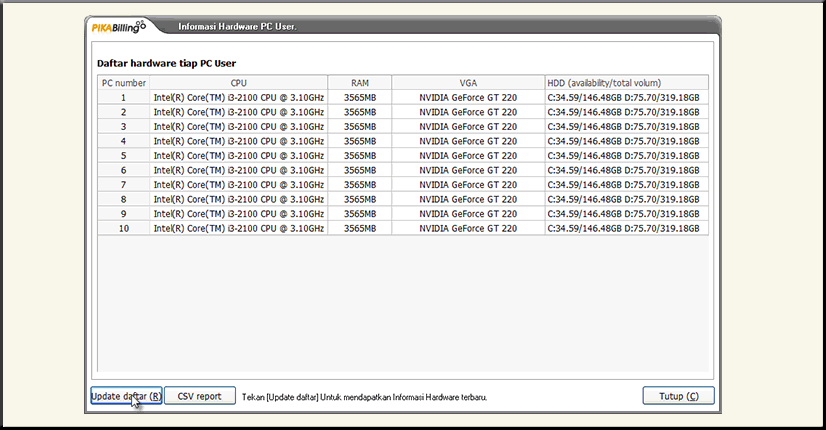 PIKABilling
Informasi Hardware PC User.
Daftar hardware tiap PC User
PC number CPU RAM VGA HDD (availability/total volum)
1 Intel(R) Core(TM) i3-2100 CPU @ 3.10GHz 3565MB NVIDIA GeForce GT 220 C:34.59/146.48GB D:75.70/319.18GB
2 Intel(R) Core(TM) i3-2100 CPU @ 3.10GHz 3565MB NVIDIA GeForce GT 220 C:34.59/146.48GB D:75.70/319.18GB
3 Intel(R) Core(TM) i3-2100 CPU @ 3.10GHz 3565MB NVIDIA GeForce GT 220 C:34.59/146.48GB D:75.70/319.18GB
4 Intel(R) Core(TM) i3-2100 CPU @ 3.10GHz 3565MB NVIDIA GeForce GT 220 C:34.59/146.48GB D:75.70/319.18GB
5 Intel(R) Core(TM) i3-2100 CPU @ 3.10GHz 3565MB NVIDIA GeForce GT 220 C:34.59/146.48GB D:75.70/319.18GB
6 Intel(R) Core(TM) i3-2100 CPU @ 3.10GHz 3565MB NVIDIA GeForce GT 220 C:34.59/146.48GB D:75.70/319.18GB
7 Intel(R) Core(TM) i3-2100 CPU @ 3.10GHz 3565MB NVIDIA GeForce GT 220 C:34.59/146.48GB D:75.70/319.18GB
8 Intel(R) Core(TM) i3-2100 CPU @ 3.10GHz 3565MB NVIDIA GeForce GT 220 C:34.59/146.48GB D:75.70/319.18GB
9 Intel(R) Core(TM) i3-2100 CPU @ 3.10GHz 3565MB NVIDIA GeForce GT 220 C:34.59/146.48GB D:75.70/319.18GB
10 Intel(R) Core(TM) i3-2100 CPU @ 3.10GHz 3565MB NVIDIA GeForce GT 220 C:34.59/146.48GB D:75.70/319.18GB
Update daftar (R) CSV report Tekan [Update daftar] Untuk mendapatkan Informasi Hardware terbaru. Tutup (C)